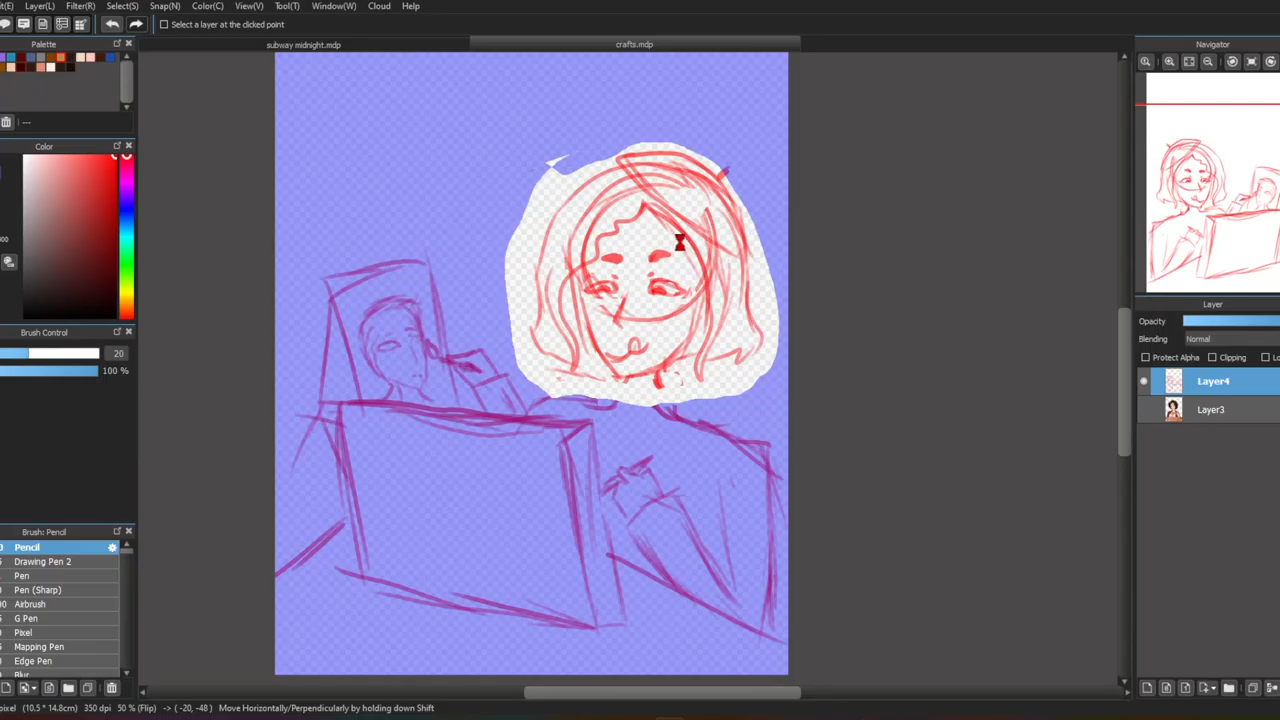 Layer(L) Filter(R) Select(S) Snap(N) Color(C) View(V) Tool(T) Window(W) Cloud Help
Select a layer at the clicked point
Palette
subway midnight.mdp
crafts.mdp
Navigator
---
Color
Brush Control
20
100 %
Layer
Opacity
Blending Normal
Protect Alpha Clipping
Layer4
Layer3
Brush: Pencil
Pencil
Drawing Pen 2
Pen
Pen (Sharp)
Airbrush
G Pen
Pixel
Mapping Pen
Edge Pen
Blur
(10.5 * 14.8cm) 350 dpi 50 % (Flip) -> ( -20, -48 ) Move Horizontally/Perpendicularly by holding down Shift